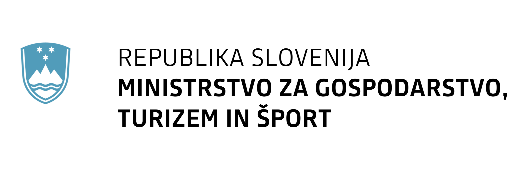 REPUBLIKA SLOVENIJA
MINISTRSTVO ZA GOSPODARSTVO,
TURIZEM IN ŠPORT